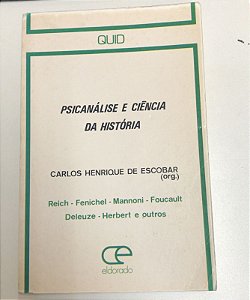 QUID
PSICANÁLISE E CIÊNCIA
DA HISTÓRIA
CARLOS HENRIQUE DE ESCOBAR
(org.)
Reich - Fenichel - Mannoni - Foucault
Deleuze - Herbert e outros
eldorado